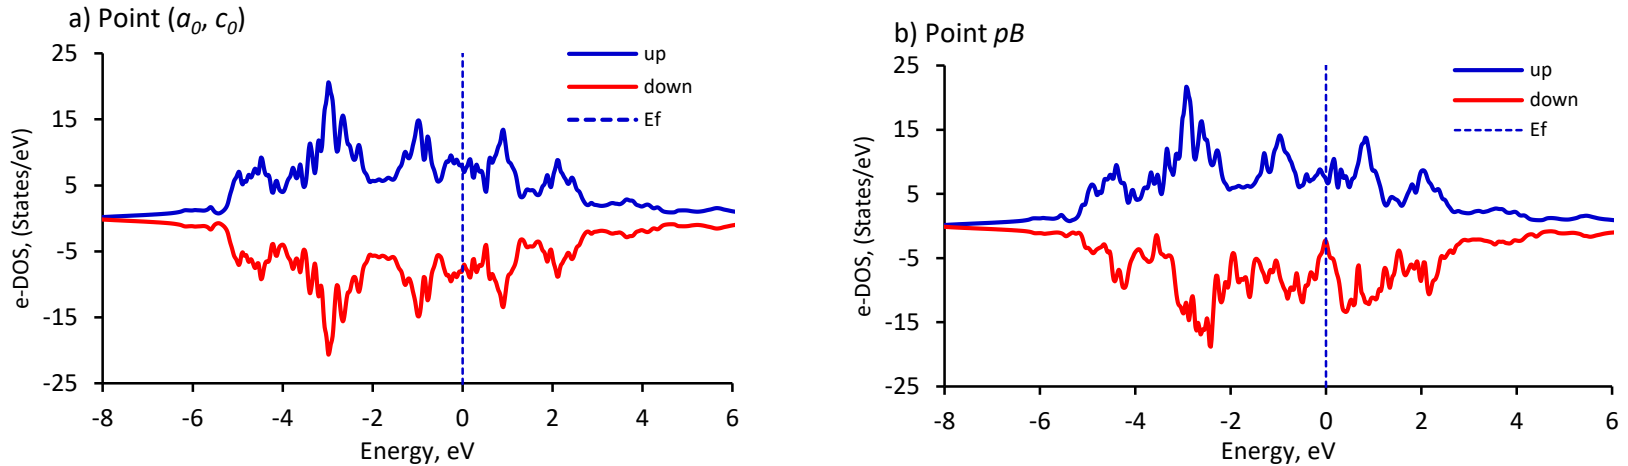 a) Point (a0, c0)
25
15
5
-5
-15
-25
e-DOS, (States/eV)
up
down
Ef
-8 -6 -4 -2 0 2 4 6
Energy, eV
b) Point pB
25
15
5
-5
-15
-25
e-DOS, (States/eV)
up
down
Ef
-8 -6 -4 -2 0 2 4 6
Energy, eV